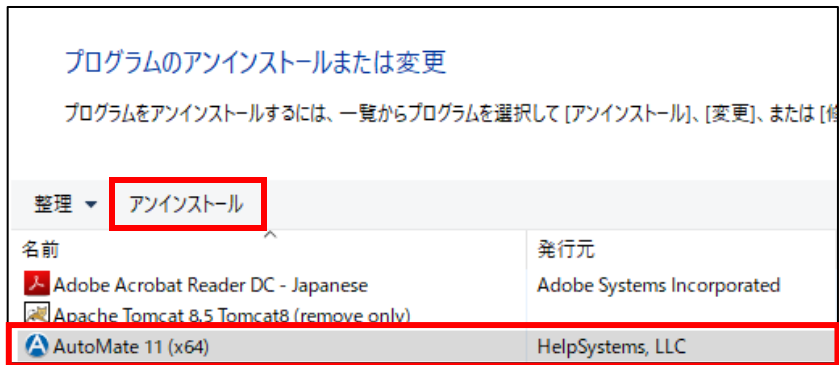 プログラムのアンインストールまたは変更
プログラムをアンインストールするには、一覧からプログラムを選択して [アンインストール]、[変更]、または [
整理 アンインストール
名前 発行元
Adobe Acrobat Reader DC - Japanese Adobe Systems Incorporated
Apache Tomcat 8.5 Tomcat8 (remove only)
AutoMate 11 (x64) HelpSystems, LLC